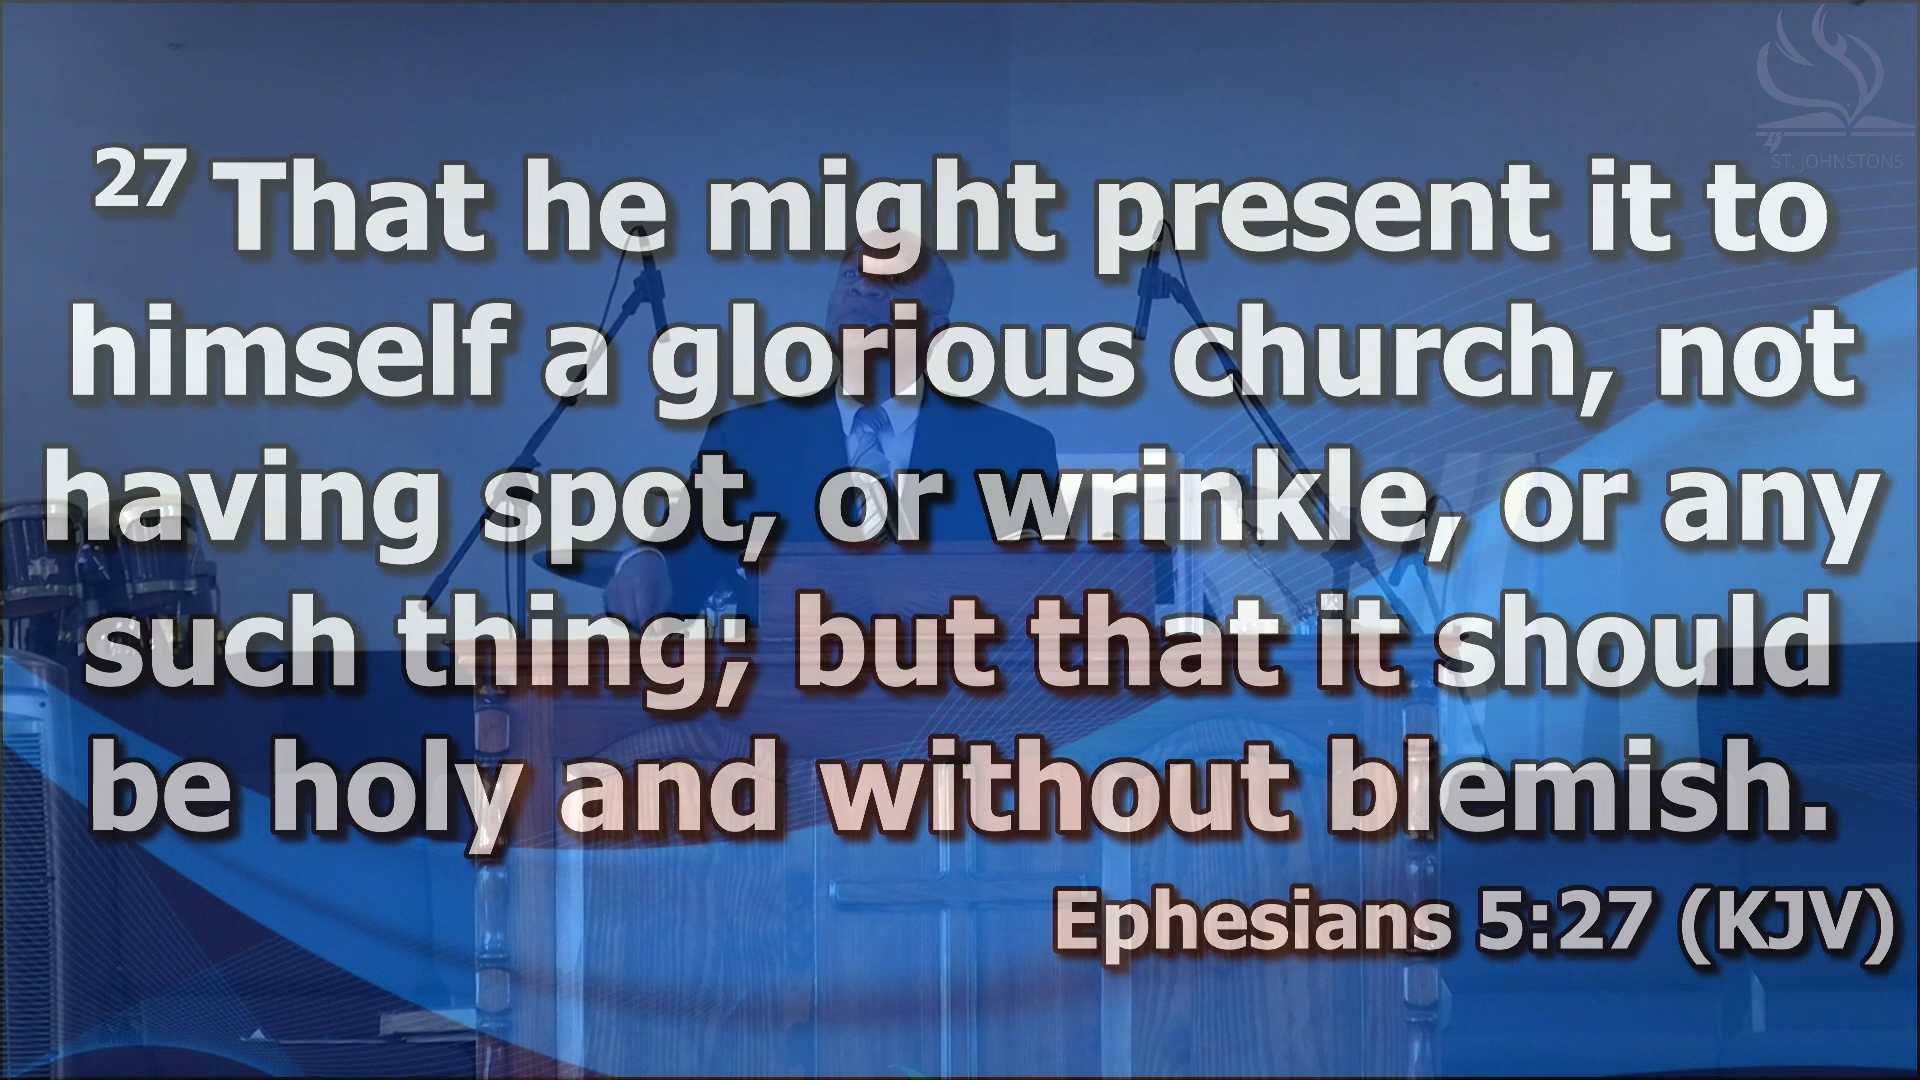 ST. JOHNSTONS
27 That he might present it to
himself a glorious church, not
having spot, or wrinkle, or any
such thing; but that it should
be holy and without blemish.
Ephesians 5:27 (KJV)